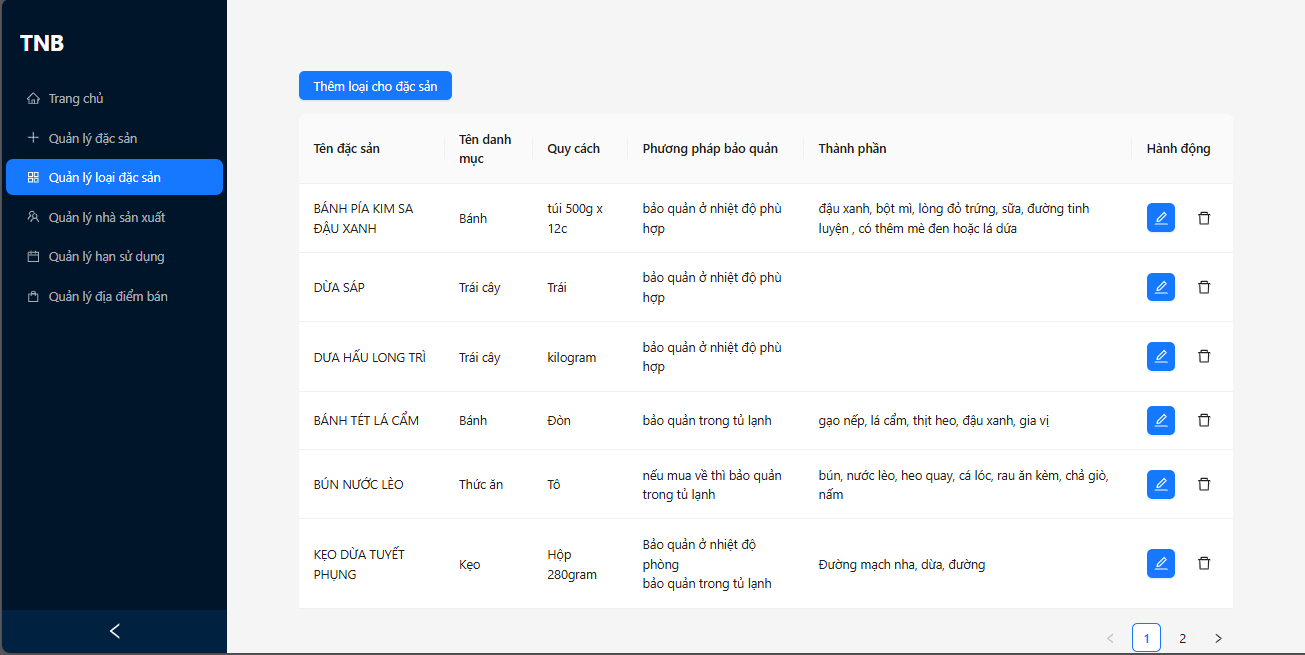 TNB
Trang chủ
Quản lý đặc sản
Quản lý loại đặc sản
Quản lý nhà sản xuất
Quản lý hạn sử dụng
Quản lý địa điểm bán
Thêm loại cho đặc sản
Tên đặc sản
Tên danh
mục
Quy cách
Phương pháp bảo quản
Thành phần
Hành động
BÁNH PÍA KIM SA
ĐẬU XANH
Bánh
túi 500g x
12c
bảo quản ở nhiệt độ phù
hợp
đậu xanh, bột mì, lòng đỏ trứng, sữa, đường tinh
luyện , có thêm mè đen hoặc lá dứa
DỪA SÁP
Trái cây
Trái
bảo quản ở nhiệt độ phù
hợp
DƯA HẤU LONG TRÌ
Trái cây
kilogram
bảo quản ở nhiệt độ phù
hợp
BÁNH TÉT LÁ CẨM
Bánh
Đòn
bảo quản trong tủ lạnh
gạo nếp, lá cẩm, thịt heo, đậu xanh, gia vị
BÚN NƯỚC LÈO
Thức ăn
Tô
nếu mua về thì bảo quản
trong tủ lạnh
bún, nước lèo, heo quay, cá lóc, rau ăn kèm, chả giò,
nấm
KẸO DỪA TUYẾT
PHỤNG
Kẹo
Hộp
280gram
Bảo quản ở nhiệt độ
phòng
bảo quản trong tủ lạnh
Đường mạch nha, dừa, đường
1
2